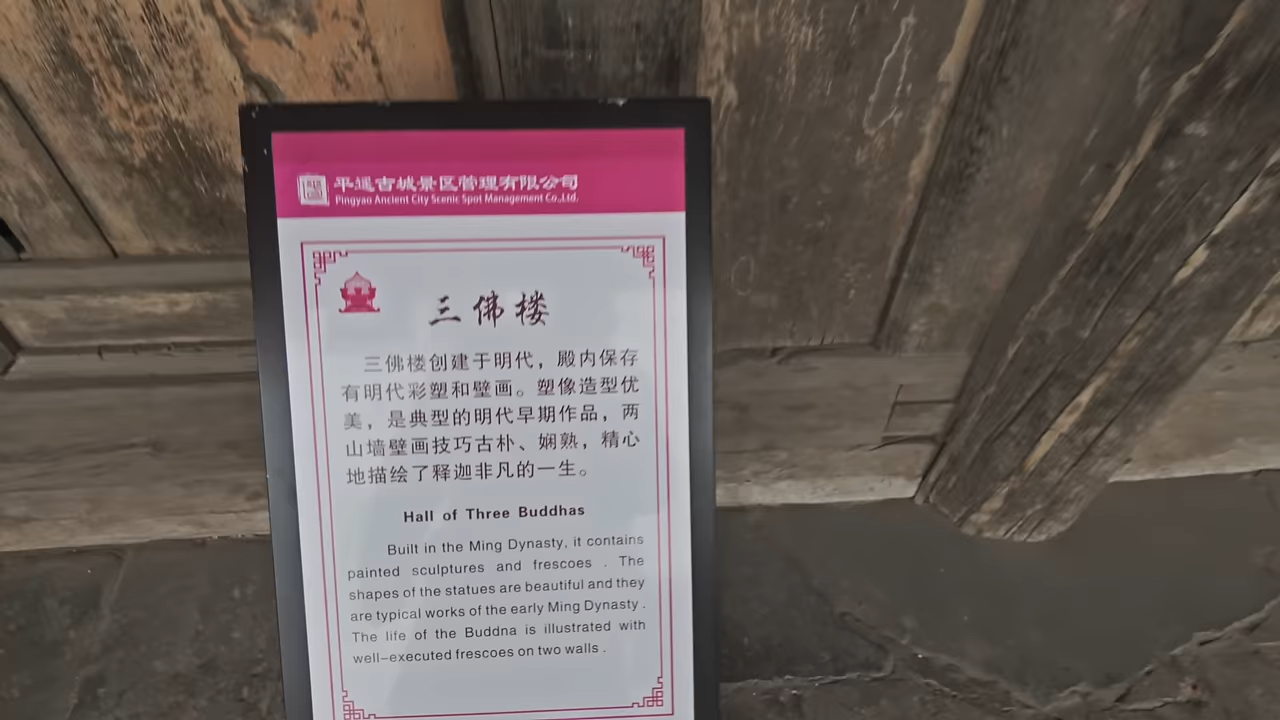 平遥古城景区管理有限公司
Pingyao Ancient City Scenic Spot Management Co.,Ltd.
三佛楼
三佛楼创建于明代，殿内保存
有明代彩塑和壁画。塑像造型优
美，是典型的明代早期作品，两
山墙壁画技巧古朴、娴熟，精心
地描绘了释迦非凡的一生。
Hall of Three Buddhas
Built in the Ming Dynasty, it contains
painted sculptures and frescoes . The
shapes of the statues are beautiful and they
are typical works of the early Ming Dynasty .
The life of the Buddna is illustrated with
well-executed frescoes on two walls .